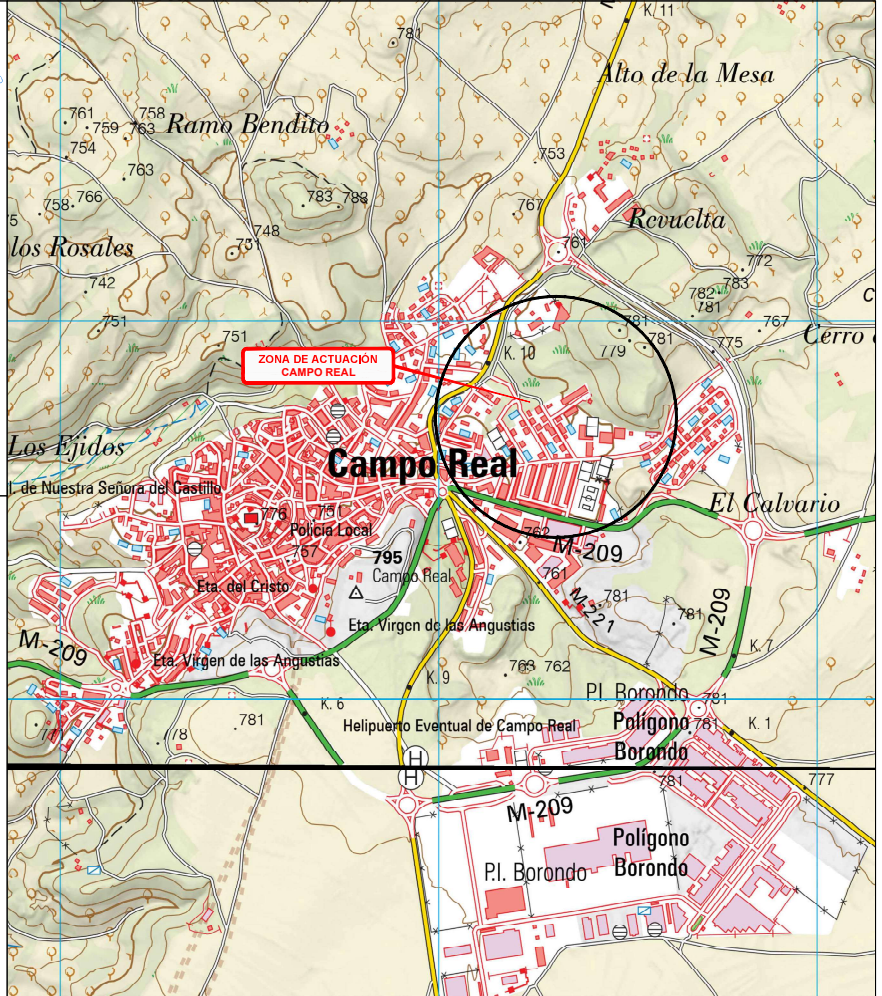 K. 11
781
Alto de la Mesa
761
758
759
763
Ramo Bendito
754
753
763
758
766
783
788
767
Revuelta
75
748
los Rosales
751
761
772
742
782
783
781
C
751
781
767
Cerro
751
781
779
775
K. 10
ZONA DE ACTUACIÓN
CAMPO REAL
Los Ejidos
Campo Real
de Nuestra Señora del Castillo
El Calvario
776
751
Policía Local
762
M-209
757
795
Campo Real
761
Eta. del Cristo
M-221
781
781
M-209
Eta. Virgen de las Angustias
M-209
K. 7
Eta. Virgen de las Angustias
763
762
K. 9
P.I. Borondo
781
K. 6
771
778
781
Helipuerto Eventual de Campo Real
Polígono
Borondo
781
K. 1
H
H
781
777
M-209
Polígono
Borondo
P.I. Borondo